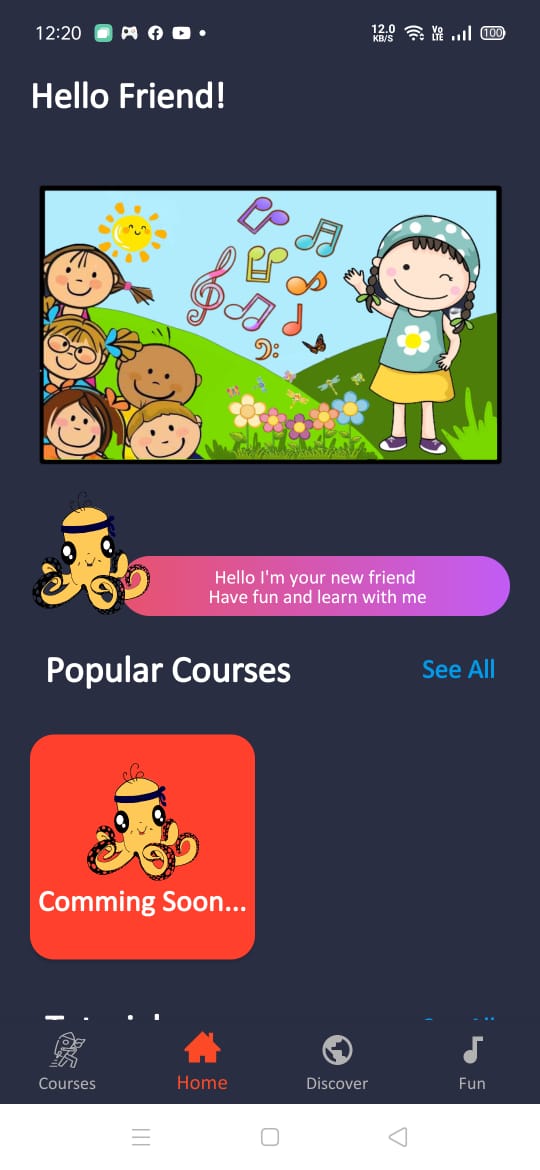 12:20
12.0
KB/S
Vo
LTE
100
Hello Friend!
Hello I'm your new friend
Have fun and learn with me
Popular Courses
See All
Comming Soon...
Courses
Home
Discover
Fun